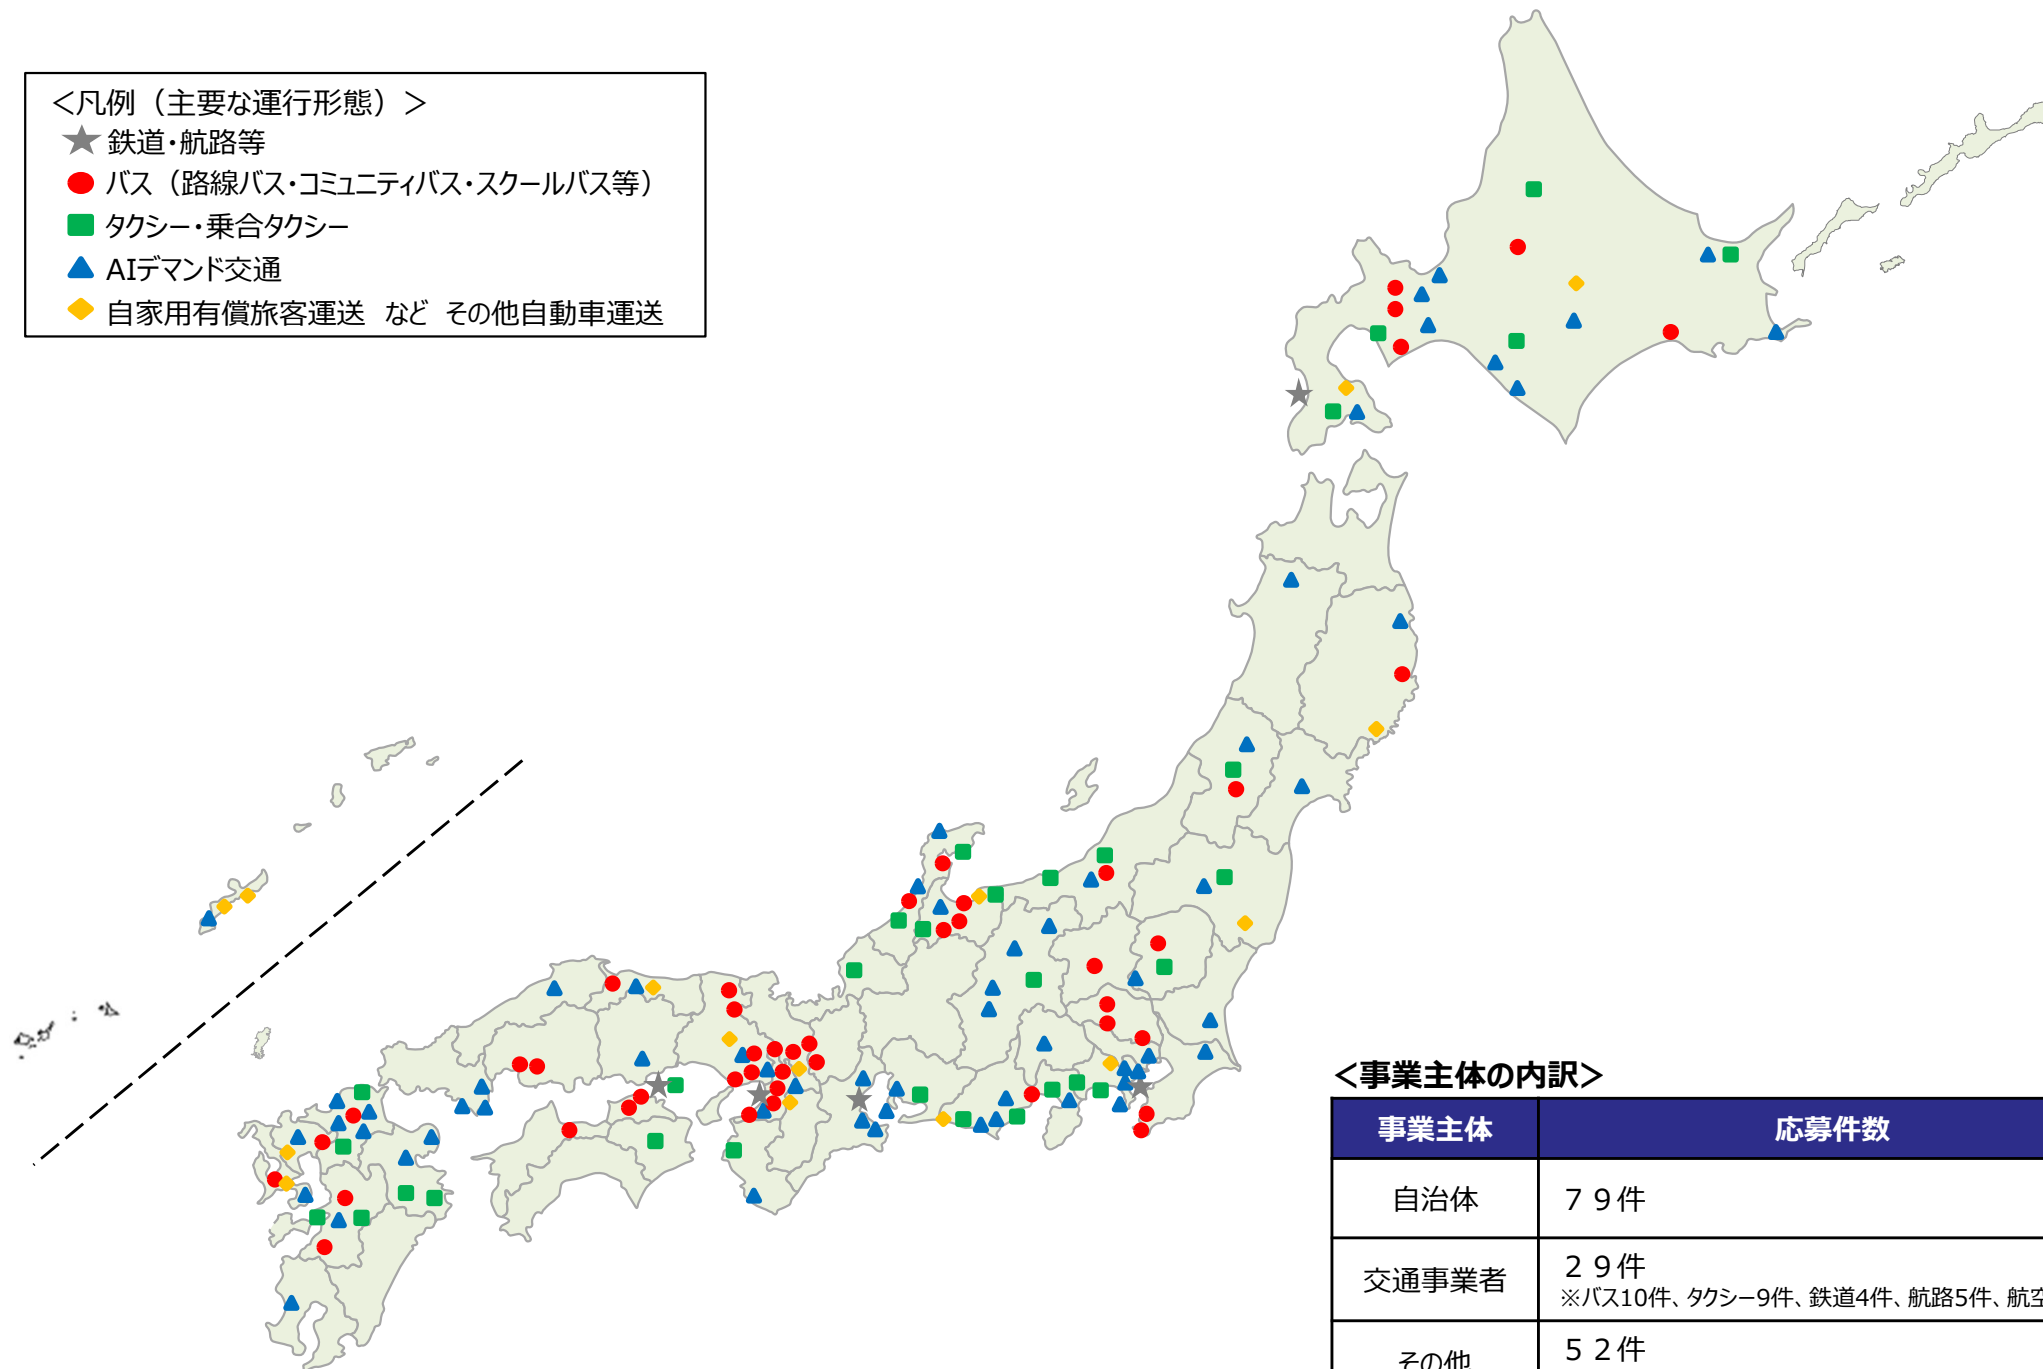 ＜凡例（主要な運行形態）＞
鉄道・航路等
バス（路線バス・コミュニティバス・スクールバス等）
タクシー・乗合タクシー
AIデマンド交通
自家用有償旅客運送　など　その他自動車運送
＜事業主体の内訳＞
事業主体　応募件数
自治体　７９件
交通事業者　２９件
※バス10件、タクシー9件、鉄道4件、航路5件、航空
その他　５２件